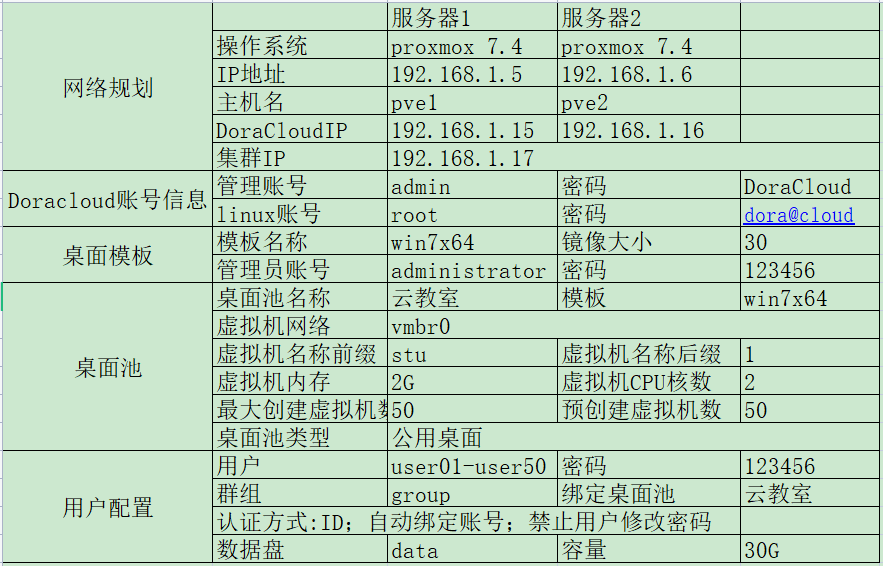 服务器1 服务器2
网络规划
操作系统 proxmox 7.4 proxmox 7.4
IP地址 192.168.1.5 192.168.1.6
主机名 pve1 pve2
DoraCloudIP 192.168.1.15 192.168.1.16
集群IP 192.168.1.17
Doracloud账号信息
管理账号 admin 密码 DoraCloud
linux账号 root 密码 dora@cloud
桌面模板
模板名称 win7x64 镜像大小 30
管理员账号 administrator 密码 123456
桌面池
桌面池名称 云教室 模板 win7x64
虚拟机网络 vmbr0
虚拟机名称前缀 stu 虚拟机名称后缀 1
虚拟机内存 2G 虚拟机CPU核数 2
最大创建虚拟机数 50 预创建虚拟机数 50
桌面池类型 公用桌面
用户配置
用户 user01-user50 密码 123456
群组 group 绑定桌面池 云教室
认证方式:ID；自动绑定账号；禁止用户修改密码
数据盘 data 容量 30G